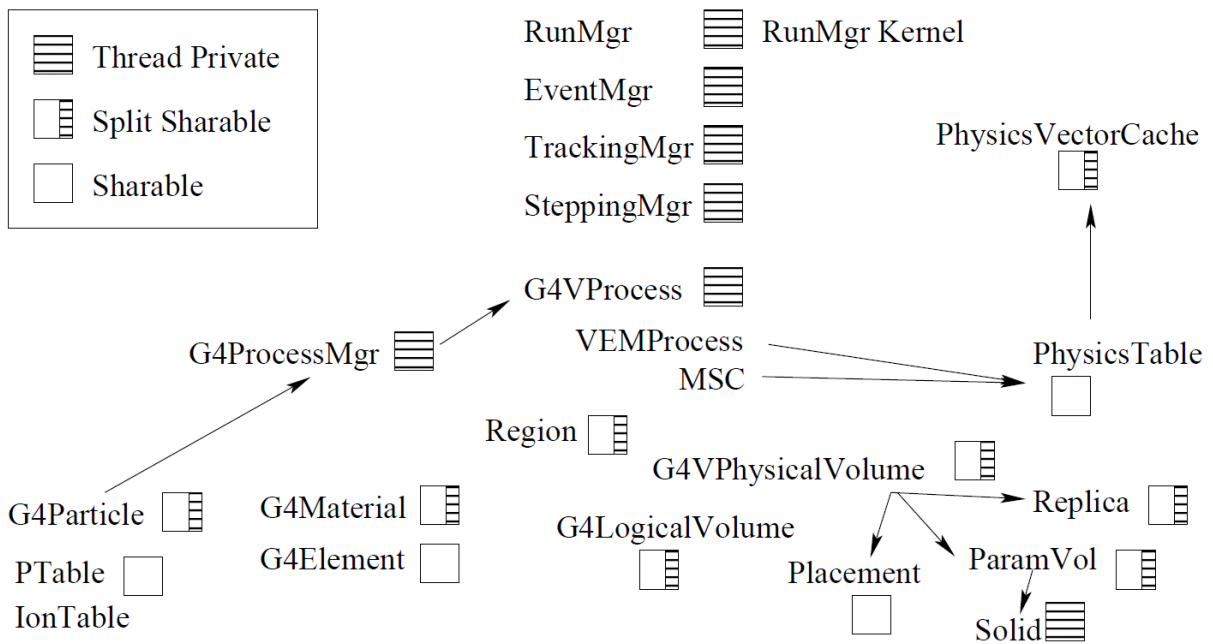 Thread Private
Split Sharable
Sharable
RunMgr RunMgr Kernel
EventMgr
TrackingMgr
SteppingMgr
PhysicsVectorCache
G4VProcess
VEMProcess
MSC
G4ProcessMgr
PhysicsTable
Region
G4VPhysicalVolume
G4Particle
G4Material
Replica
G4LogicalVolume
PTable
G4Element
Placement
ParamVol
IonTable
Solid